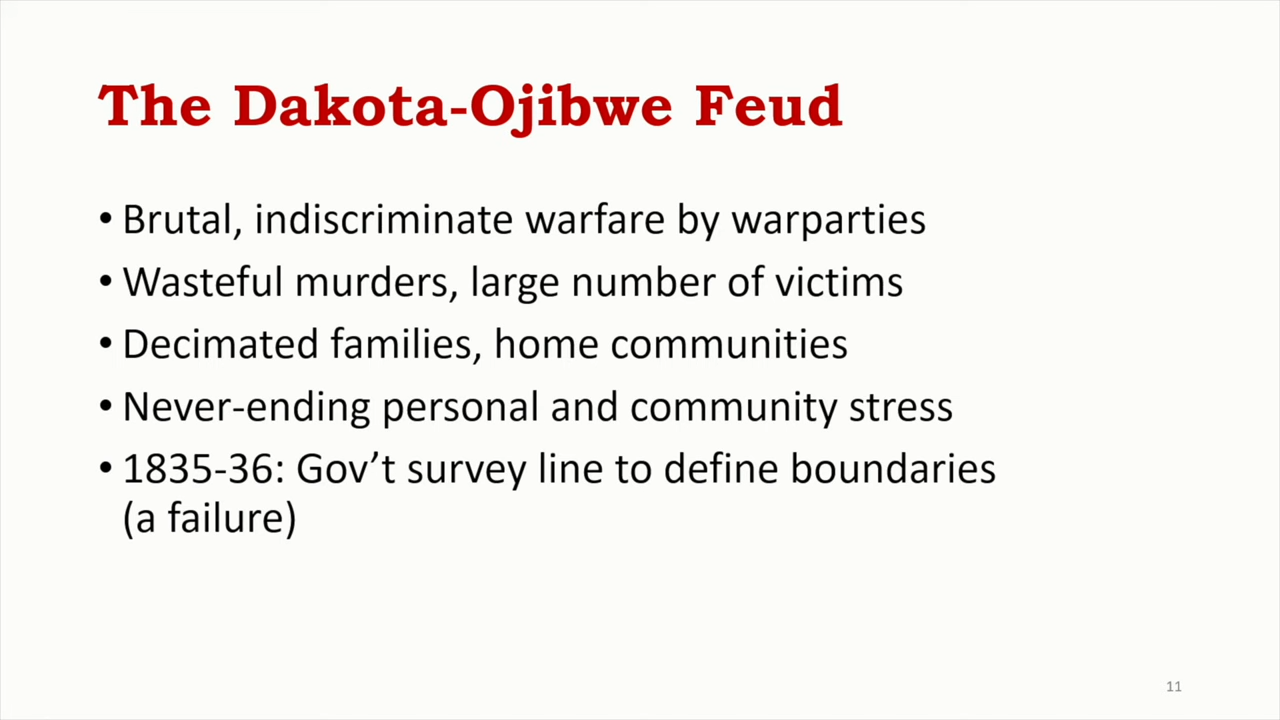 The Dakota-Ojibwe Feud
• Brutal, indiscriminate warfare by warparties
• Wasteful murders, large number of victims
• Decimated families, home communities
• Never-ending personal and community stress
• 1835-36: Gov’t survey line to define boundaries
(a failure)
11